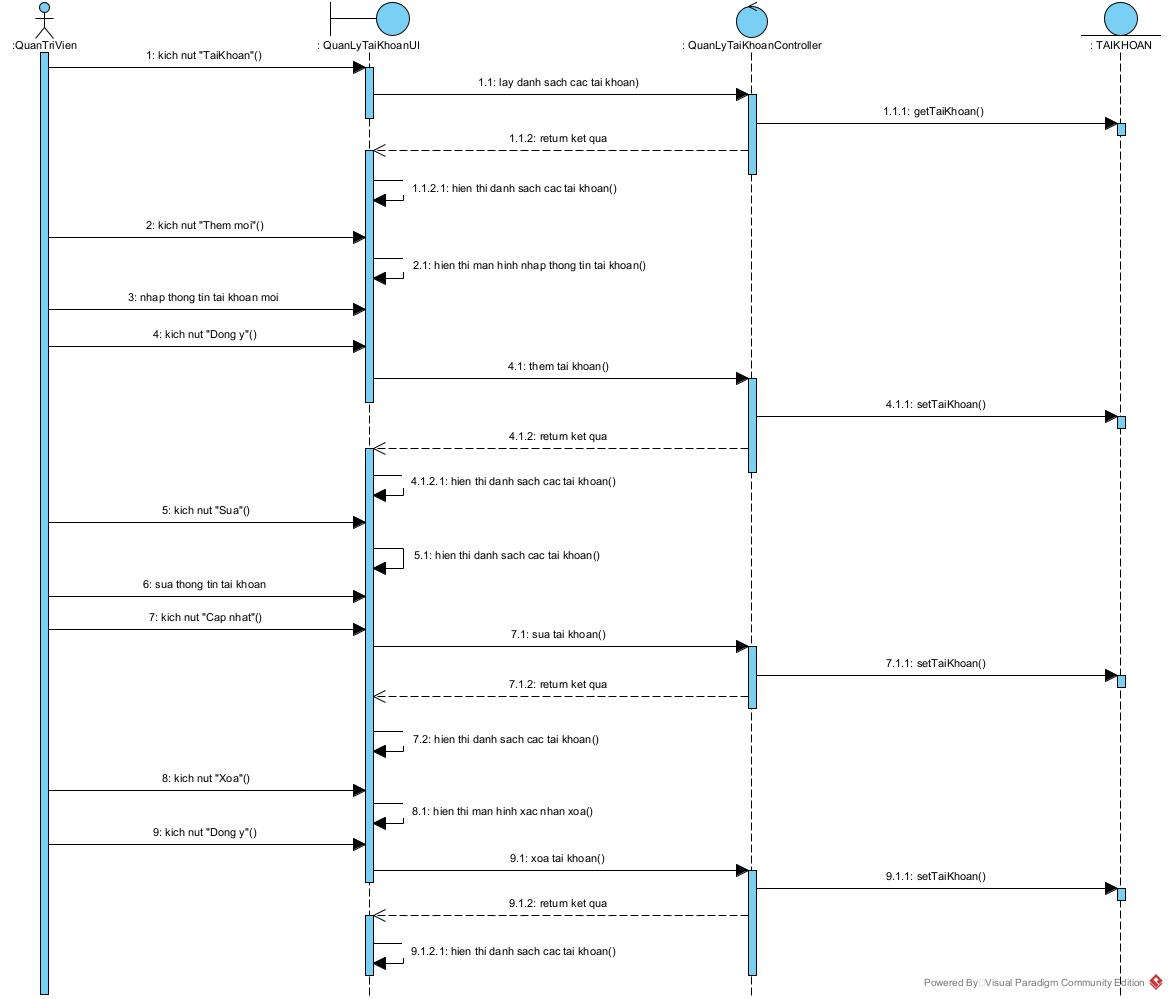 :QuanTriVien
: QuanLyTaiKhoanUI
: QuanLyTaiKhoanController
: TAIKHOAN
1: kich nut "TaiKhoan"()
1.1: lay danh sach cac tai khoan)
1.1.1: getTaiKhoan()
1.1.2: return ket qua
1.1.2.1: hien thi danh sach cac tai khoan()
2: kich nut "Them moi"()
2.1: hien thi man hinh nhap thong tin tai khoan()
3: nhap thong tin tai khoan moi
4: kich nut "Dong y"()
4.1: them tai khoan()
4.1.1: setTaiKhoan()
4.1.2: return ket qua
4.1.2.1: hien thi danh sach cac tai khoan()
5: kich nut "Sua"()
5.1: hien thi danh sach cac tai khoan()
6: sua thong tin tai khoan
7: kich nut "Cap nhat"()
7.1: sua tai khoan()
7.1.1: setTaiKhoan()
7.1.2: return ket qua
7.2: hien thi danh sach cac tai khoan()
8: kich nut "Xoa"()
8.1: hien thi man hinh xac nhan xoa()
9: kich nut "Dong y"()
9.1: xoa tai khoan()
9.1.1: setTaiKhoan()
9.1.2: return ket qua
9.1.2.1: hien thi danh sach cac tai khoan()
Powered By Visual Paradigm Community Edition